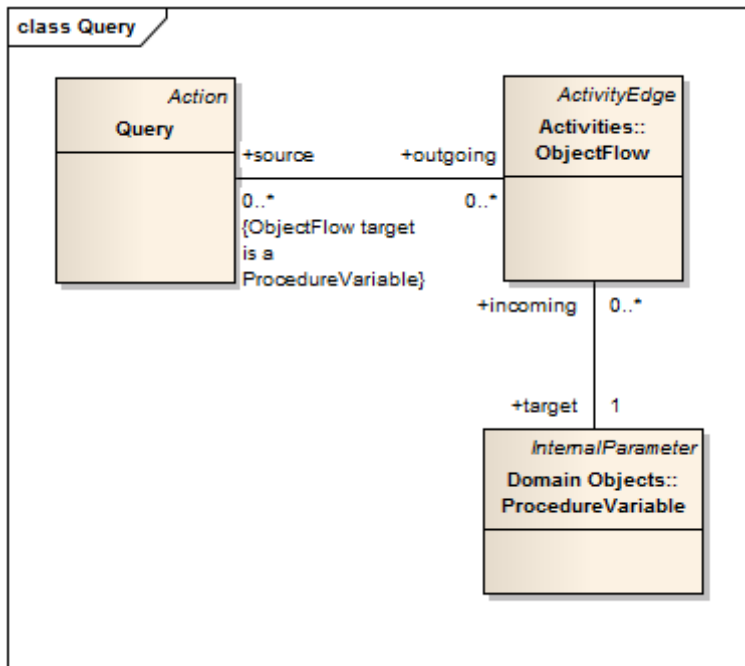 class Query
Action
Query
ActivityEdge
Activities::
ObjectFlow
+source
+outgoing
0..*
0..*
{ObjectFlow target
is a
ProcedureVariable}
+incoming
0..*
+target
1
InternalParameter
Domain Objects::
ProcedureVariable